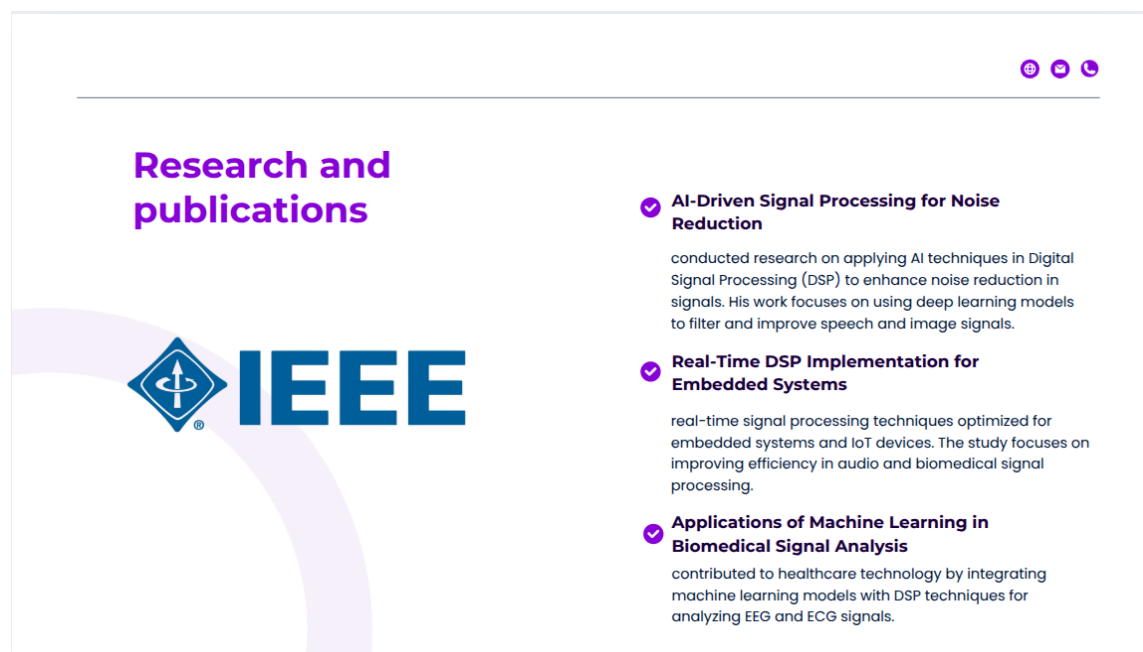 Research and
publications
IEEE
®
AI-Driven Signal Processing for Noise
Reduction
conducted research on applying AI techniques in Digital
Signal Processing (DSP) to enhance noise reduction in
signals. His work focuses on using deep learning models
to filter and improve speech and image signals.
Real-Time DSP Implementation for
Embedded Systems
real-time signal processing techniques optimized for
embedded systems and IoT devices. The study focuses on
improving efficiency in audio and biomedical signal
processing.
Applications of Machine Learning in
Biomedical Signal Analysis
contributed to healthcare technology by integrating
machine learning models with DSP techniques for
analyzing EEG and ECG signals.